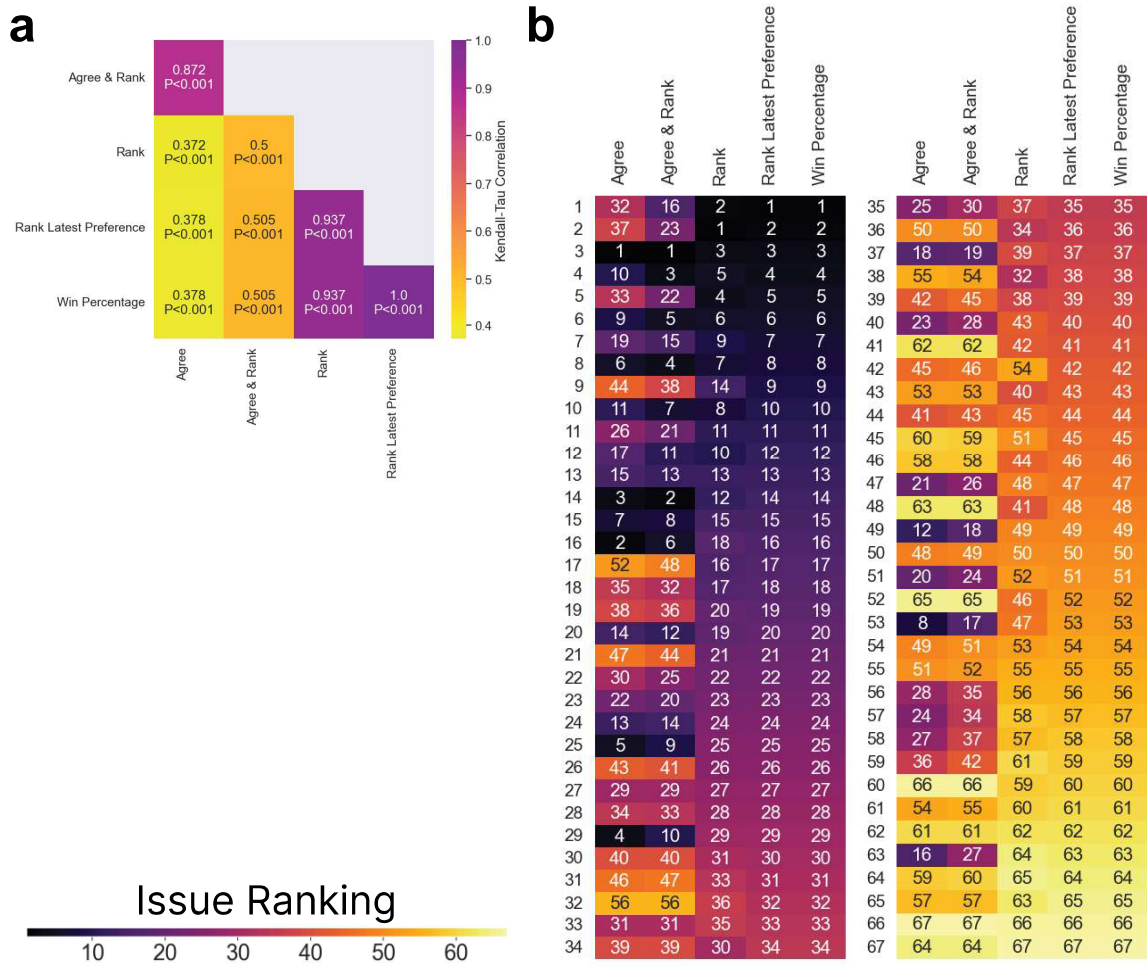 a
Agree & Rank
0.872
P<0.001
Rank
0.372
P<0.001
0.5
P<0.001
Rank Latest Preference
0.378
P<0.001
0.505
P<0.001
0.937
P<0.001
Win Percentage
0.378
P<0.001
0.505
P<0.001
0.937
P<0.001
1.0
P<0.001
Agree
Agree & Rank
Rank
Rank Latest Preference
1.0
0.9
0.8
0.7
0.6
0.5
0.4
Kendall-Tau Correlation
Issue Ranking
10 20 30 40 50 60
b
Agree
Agree & Rank
Rank
Rank Latest Preference
Win Percentage
1 32 16 2 1 1
2 37 23 1 2 2
3 1 1 3 3 3
4 10 3 5 4 4
5 33 22 4 5 5
6 9 5 6 6 6
7 19 15 9 7 7
8 6 4 7 8 8
9 44 38 14 9 9
10 11 7 8 10 10
11 26 21 11 11 11
12 17 11 10 12 12
13 15 13 13 13 13
14 3 2 12 14 14
15 7 8 15 15 15
16 2 6 18 16 16
17 52 48 16 17 17
18 35 32 17 18 18
19 38 36 20 19 19
20 14 12 19 20 20
21 47 44 21 21 21
22 30 25 22 22 22
23 22 20 23 23 23
24 13 14 24 24 24
25 5 9 25 25 25
26 43 41 26 26 26
27 29 29 27 27 27
28 34 33 28 28 28
29 4 10 29 29 29
30 40 40 31 30 30
31 46 47 33 31 31
32 56 56 36 32 32
33 31 31 35 33 33
34 39 39 30 34 34
Agree
Agree & Rank
Rank
Rank Latest Preference
Win Percentage
35 25 30 37 35 35
36 50 50 34 36 36
37 18 19 39 37 37
38 55 54 32 38 38
39 42 45 38 39 39
40 23 28 43 40 40
41 62 62 42 41 41
42 45 46 54 42 42
43 53 53 40 43 43
44 41 43 45 44 44
45 60 59 51 45 45
46 58 58 44 46 46
47 21 26 48 47 47
48 63 63 41 48 48
49 12 18 49 49 49
50 48 49 50 50 50
51 20 24 52 51 51
52 65 65 46 52 52
53 8 17 47 53 53
54 49 51 53 54 54
55 51 52 55 55 55
56 28 35 56 56 56
57 24 34 58 57 57
58 27 37 57 58 58
59 36 42 61 59 59
60 66 66 59 60 60
61 54 55 60 61 61
62 61 61 62 62 62
63 16 27 64 63 63
64 59 60 65 64 64
65 57 57 63 65 65
66 67 67 66 66 66
67 64 64 67 67 67